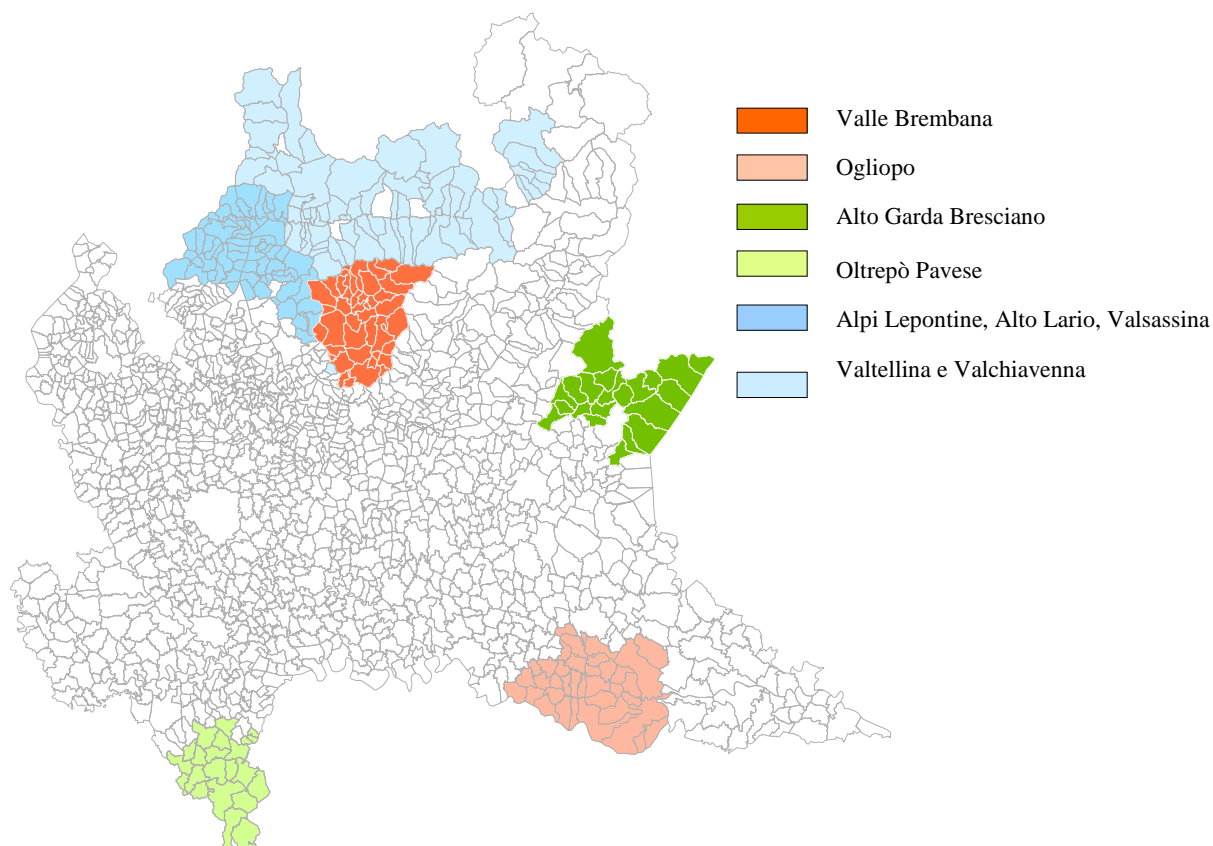 Valle Brembana
Ogliopo
Alto Garda Bresciano
Oltrepò Pavese
Alpi Lepontine, Alto Lario, Valsassina
Valtellina e Valchiavenna